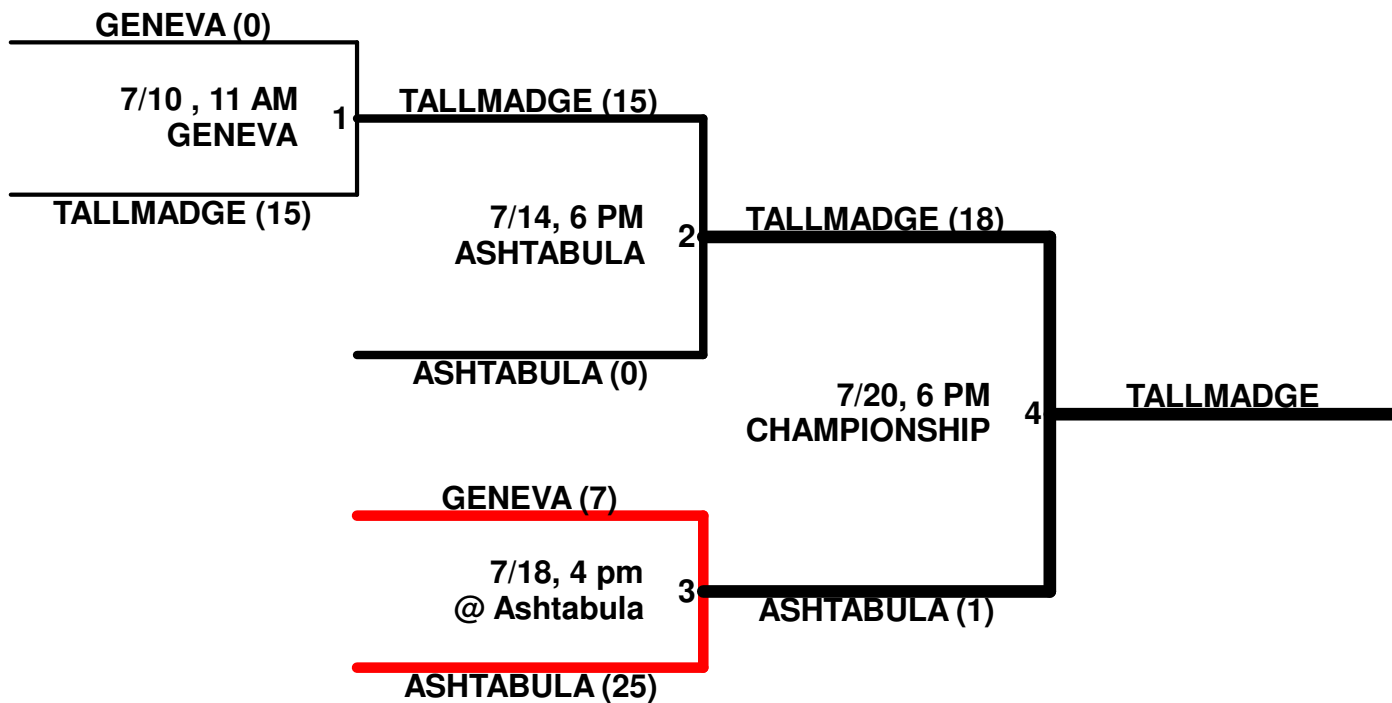 GENEVA (0)
7/10 , 11 AM
GENEVA
1
TALLMADGE (15)
TALLMADGE (15)
7/14, 6 PM
ASHTABULA
2
TALLMADGE (18)
ASHTABULA (0)
7/20, 6 PM
CHAMPIONSHIP
4
TALLMADGE
GENEVA (7)
7/18, 4 pm
@ Ashtabula
3
ASHTABULA (1)
ASHTABULA (25)